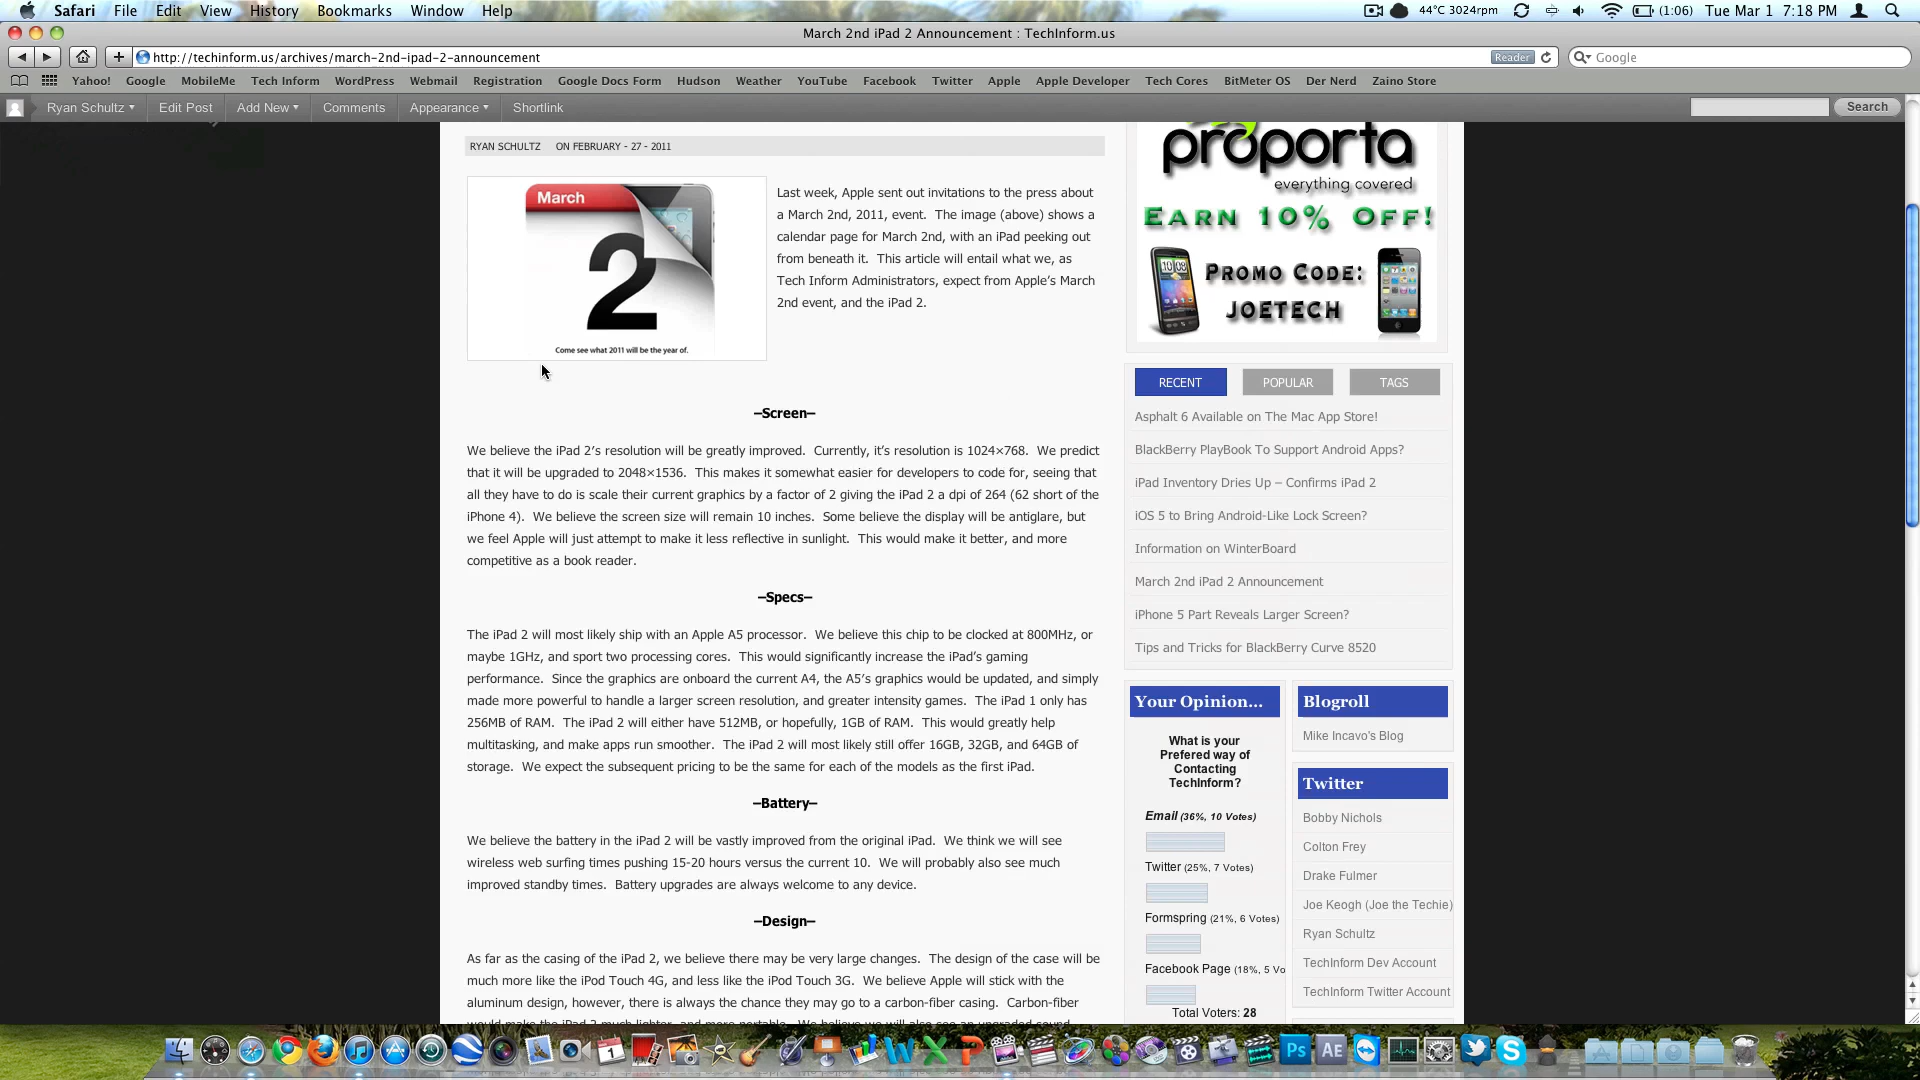 Safari File Edit View History Bookmarks Window Help 44°C 3024rpm (1:06) Tue Mar 1 7:18 PM
March 2nd iPad 2 Announcement : TechInform.us
http://techinform.us/archives/march-2nd-ipad-2-announcement Reader Google
Yahoo! Google MobileMe Tech Inform WordPress Webmail Registration Google Docs Form Hudson Weather YouTube Facebook Twitter Apple Apple Developer Tech Cores BitMeter OS Der Nerd Zaino Store
Ryan Schultz Edit Post Add New Comments Appearance Shortlink Search
RYAN SCHULTZ ON FEBRUARY - 27 - 2011
March
2
Come see what 2011 will be the year of.
Last week, Apple sent out invitations to the press about
a March 2nd, 2011, event. The image (above) shows a
calendar page for March 2nd, with an iPad peeking out
from beneath it. This article will entail what we, as
Tech Inform Administrators, expect from Apple's March
2nd event, and the iPad 2.
—Screen—
We believe the iPad 2's resolution will be greatly improved. Currently, it's resolution is 1024×768. We predict
that it will be upgraded to 2048×1536. This makes it somewhat easier for developers to code for, seeing that
all they have to do is scale their current graphics by a factor of 2 giving the iPad 2 a dpi of 264 (62 short of the
iPhone 4). We believe the screen size will remain 10 inches. Some believe the display will be antiglare, but
we feel Apple will just attempt to make it less reflective in sunlight. This would make it better, and more
competitive as a book reader.
—Specs—
The iPad 2 will most likely ship with an Apple A5 processor. We believe this chip to be clocked at 800MHz, or
maybe 1GHz, and sport two processing cores. This would significantly increase the iPad's gaming
performance. Since the graphics are onboard the current A4, the A5's graphics would be updated, and simply
made more powerful to handle a larger screen resolution, and greater intensity games. The iPad 1 only has
256MB of RAM. The iPad 2 will either have 512MB, or hopefully, 1GB of RAM. This would greatly help
multitasking, and make apps run smoother. The iPad 2 will most likely still offer 16GB, 32GB, and 64GB of
storage. We expect the subsequent pricing to be the same for each of the models as the first iPad.
—Battery—
We believe the battery in the iPad 2 will be vastly improved from the original iPad. We think we will see
wireless web surfing times pushing 15-20 hours versus the current 10. We will probably also see much
improved standby times. Battery upgrades are always welcome to any device.
—Design—
As far as the casing of the iPad 2, we believe there may be very large changes. The design of the case will be
much more like the iPod Touch 4G, and less like the iPod Touch 3G. We believe Apple will stick with the
aluminum design, however, there is always the chance they may go to a carbon-fiber casing. Carbon-fiber
proporta
everything covered
EARN 10% OFF!
PROMO CODE:
JOETECH
RECENT POPULAR TAGS
Asphalt 6 Available on The Mac App Store!
BlackBerry PlayBook To Support Android Apps?
iPad Inventory Dries Up – Confirms iPad 2
iOS 5 to Bring Android-Like Lock Screen?
Information on WinterBoard
March 2nd iPad 2 Announcement
iPhone 5 Part Reveals Larger Screen?
Tips and Tricks for BlackBerry Curve 8520
Your Opinion...
What is your
Prefered way of
Contacting
TechInform?
Email (36%, 10 Votes)
Twitter (25%, 7 Votes)
Formspring (21%, 6 Votes)
Facebook Page (18%, 5 Vo
Total Voters: 28
Blogroll
Mike Incavo's Blog
Twitter
Bobby Nichols
Colton Frey
Drake Fulmer
Joe Keogh (Joe the Techie)
Ryan Schultz
TechInform Dev Account
TechInform Twitter Account
1 Ps AE